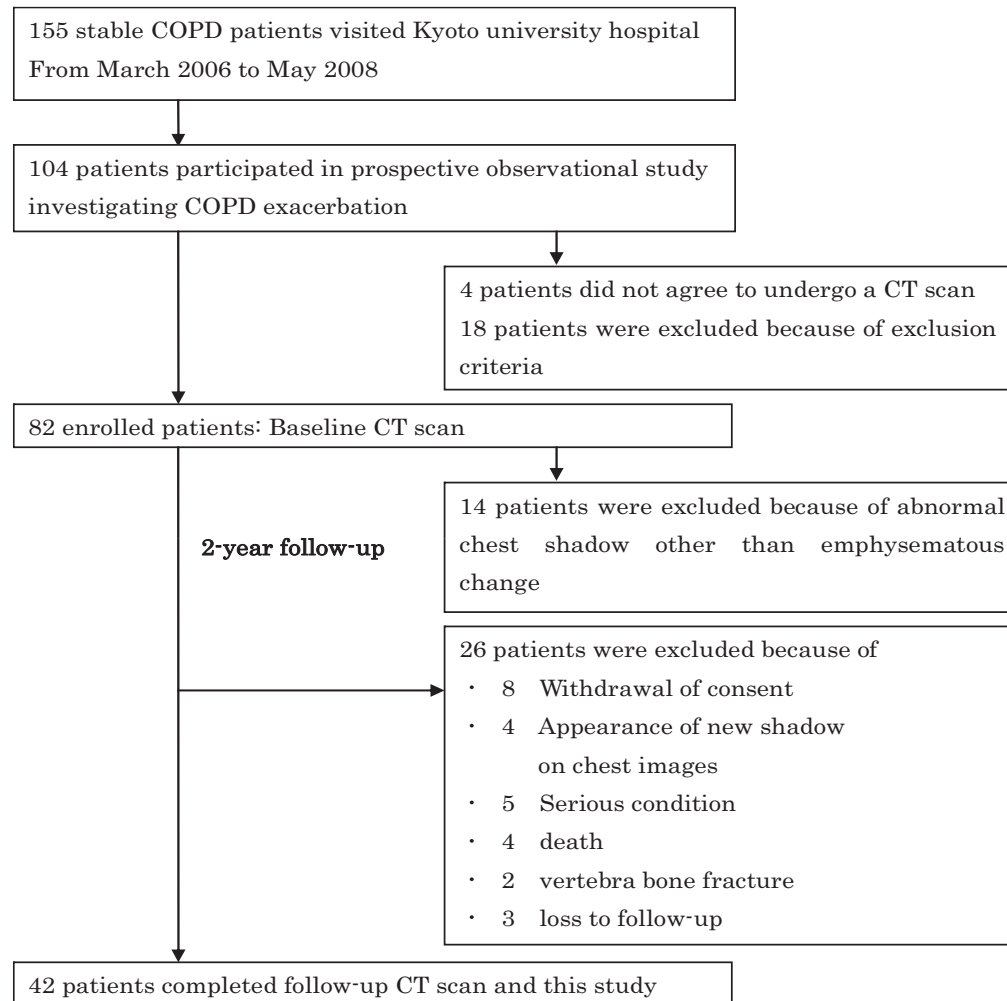 155 stable COPD patients visited Kyoto university hospital
From March 2006 to May 2008
104 patients participated in prospective observational study
investigating COPD exacerbation
4 patients did not agree to undergo a CT scan
18 patients were excluded because of exclusion
criteria
82 enrolled patients: Baseline CT scan
14 patients were excluded because of abnormal
chest shadow other than emphysematous
change
2-year follow-up
26 patients were excluded because of
・ 8 Withdrawal of consent
・ 4 Appearance of new shadow
on chest images
・ 5 Serious condition
・ 4 death
・ 2 vertebra bone fracture
・ 3 loss to follow-up
42 patients completed follow-up CT scan and this study